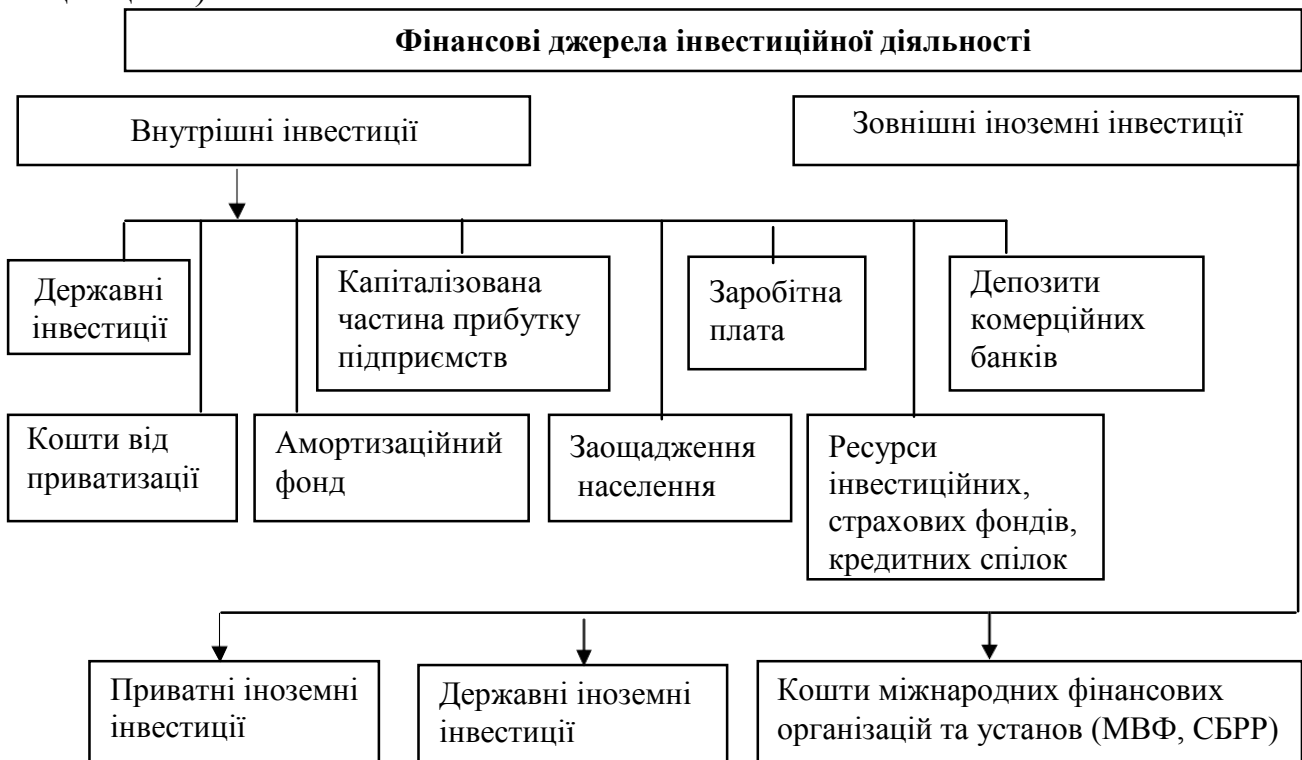 Фінансові джерела інвестиційної діяльності
Внутрішні інвестиції
Зовнішні іноземні інвестиції
Державні
інвестиції
Капіталізована
частина прибутку
підприємств
Заробітна
плата
Депозити
комерційних
банків
Кошти від
приватизації
Амортизаційний
фонд
Заощадження
населення
Ресурси
інвестиційних,
страхових фондів,
кредитних спілок
Приватні іноземні
інвестиції
Державні іноземні
інвестиції
Кошти міжнародних фінансових
організацій та установ (МВФ, СБРР)